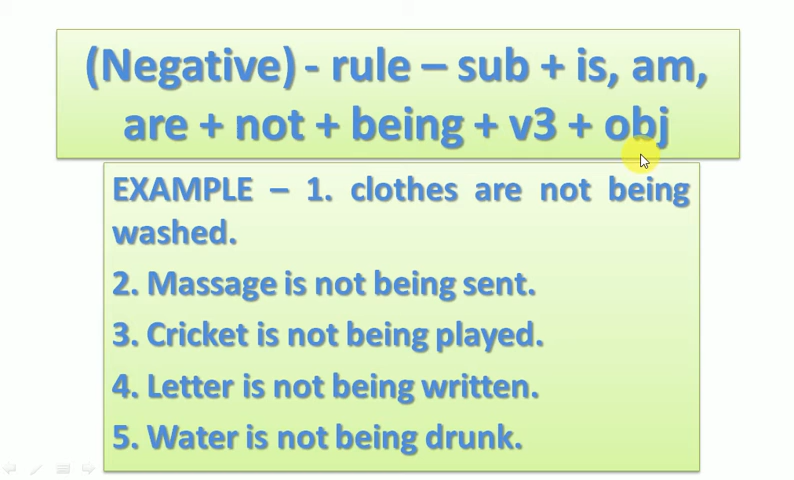 (Negative) - rule – sub + is, am,
are + not + being + v3 + obj
EXAMPLE – 1. clothes are not being
washed.
2. Massage is not being sent.
3. Cricket is not being played.
4. Letter is not being written.
5. Water is not being drunk.